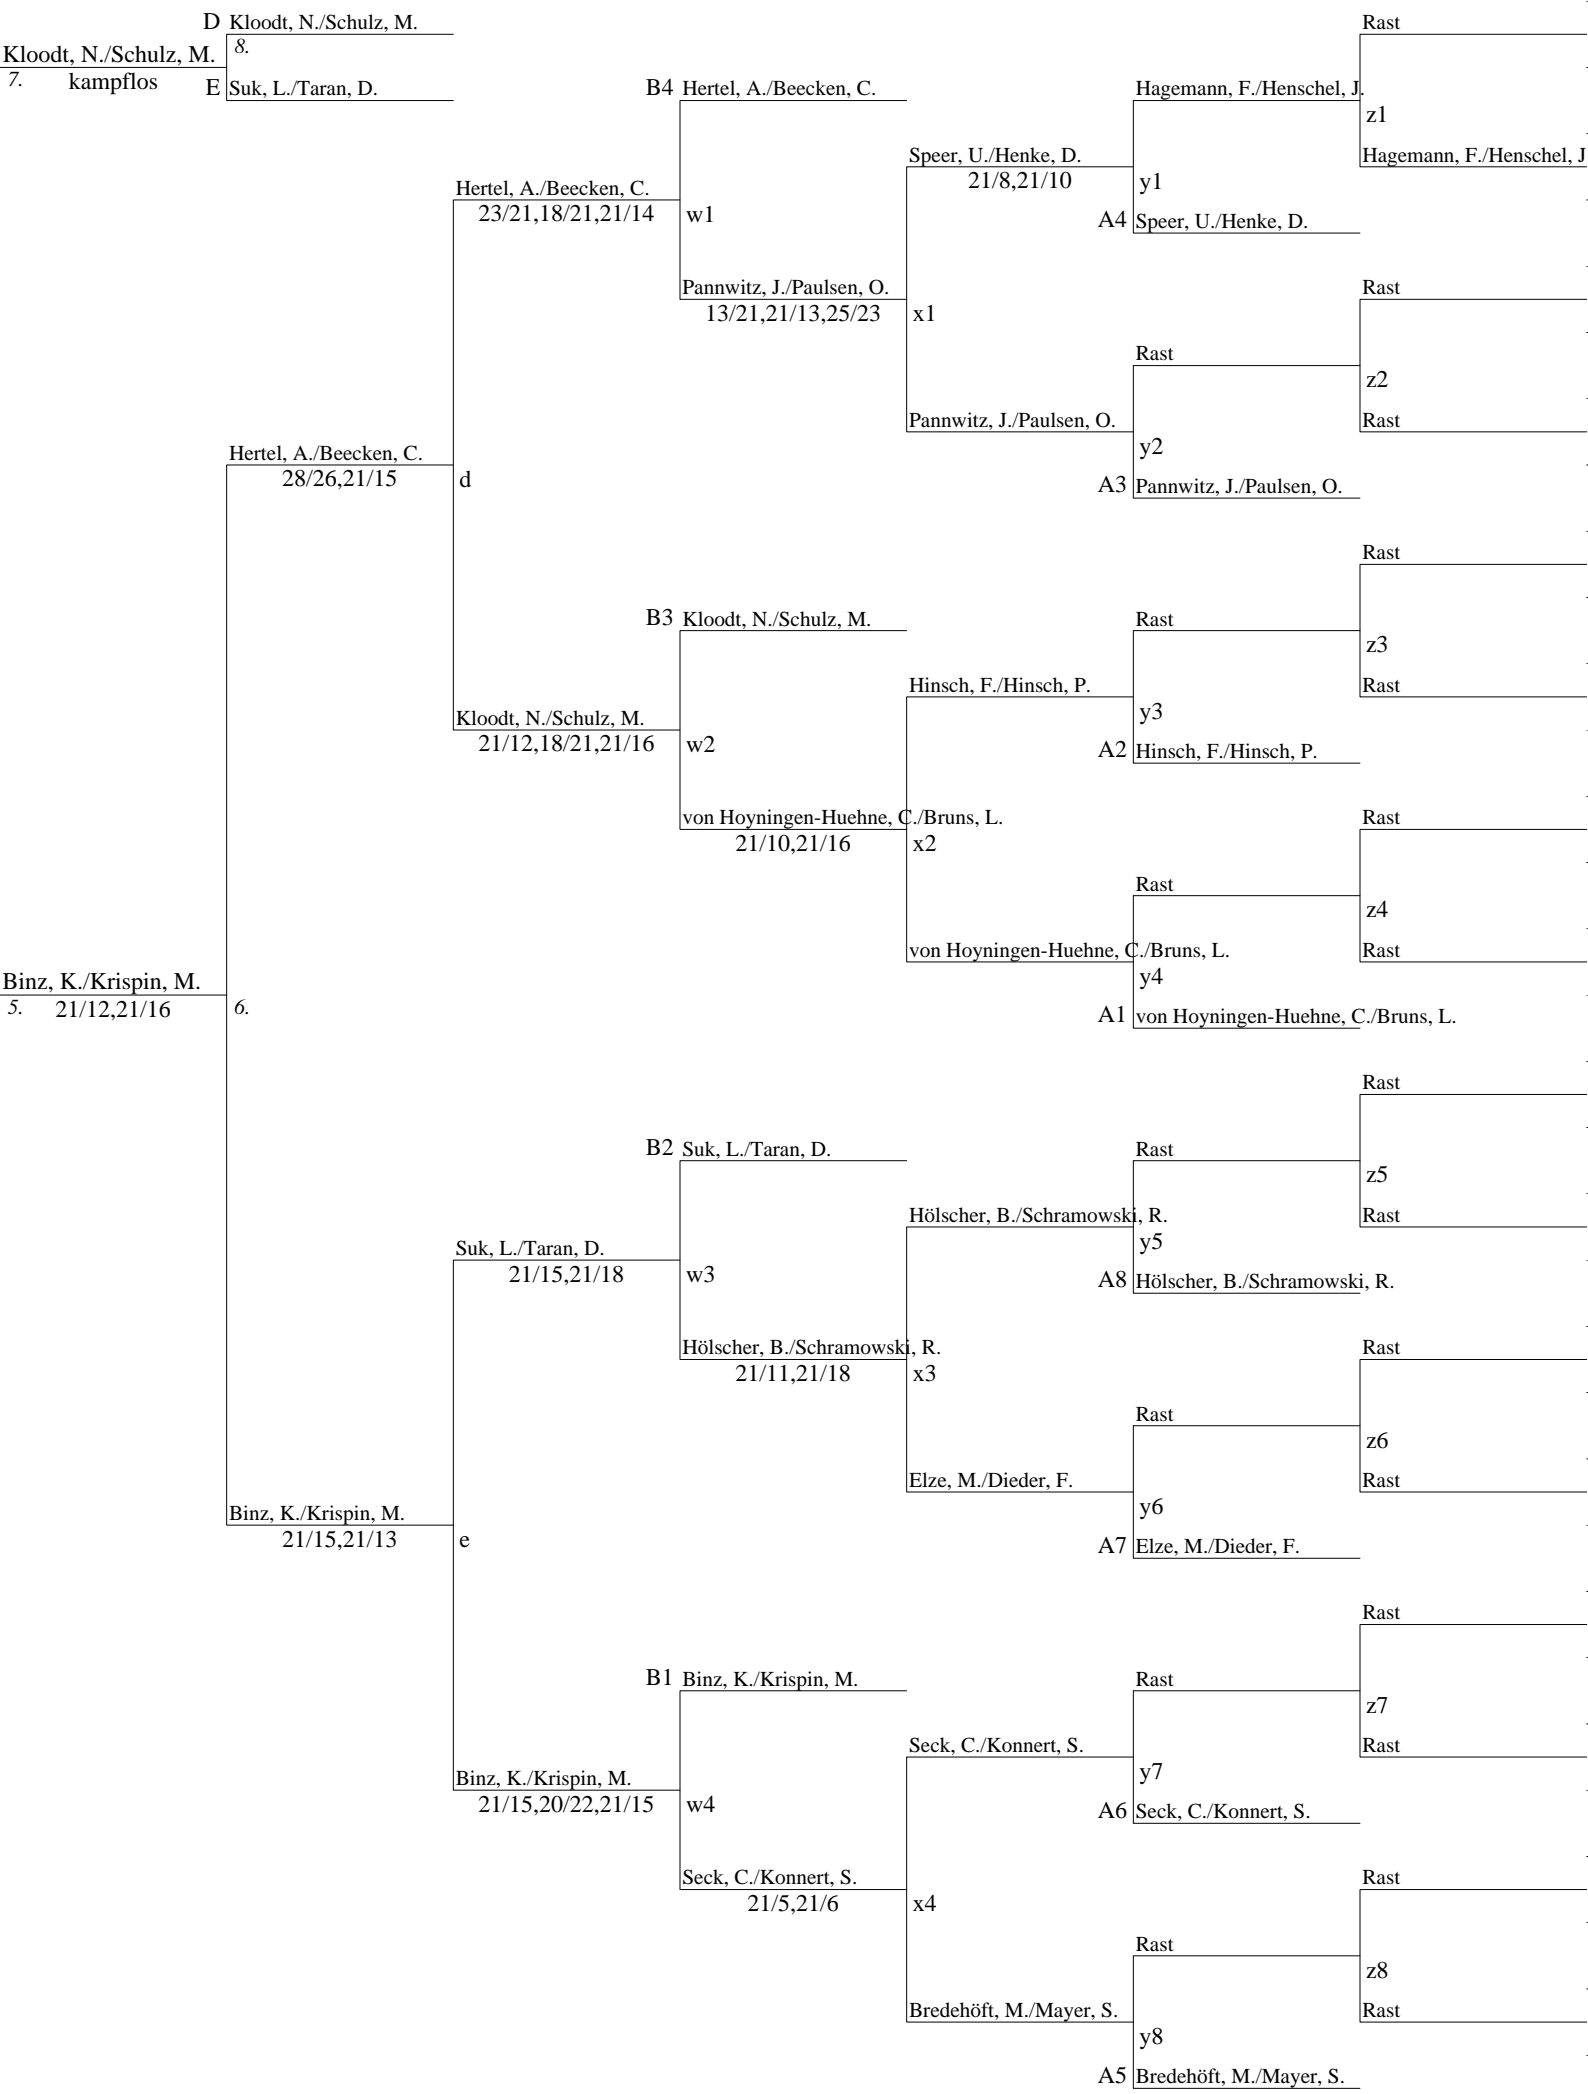 D Kloodt, N./Schulz, M.
Kloodt, N./Schulz, M.
8.
7. kampflos
E Suk, L./Taran, D.
Rast
B4 Hertel, A./Beecken, C.
Hagemann, F./Henschel, J.
z1
Speer, U./Henke, D.
Hagemann, F./Henschel, J
21/8,21/10
y1
Hertel, A./Beecken, C.
23/21,18/21,21/14
w1
A4 Speer, U./Henke, D.
Pannwitz, J./Paulsen, O.
13/21,21/13,25/23
x1
Rast
Rast
z2
Pannwitz, J./Paulsen, O.
Rast
y2
Hertel, A./Beecken, C.
28/26,21/15
d
A3 Pannwitz, J./Paulsen, O.
Rast
B3 Kloodt, N./Schulz, M.
Rast
z3
Hinsch, F./Hinsch, P.
Rast
y3
Kloodt, N./Schulz, M.
21/12,18/21,21/16
w2
A2 Hinsch, F./Hinsch, P.
von Hoyningen-Huehne, C./Bruns, L.
21/10,21/16
x2
Rast
Rast
z4
von Hoyningen-Huehne, C./Bruns, L.
Rast
y4
Binz, K./Krispin, M.
5. 21/12,21/16
6.
A1 von Hoyningen-Huehne, C./Bruns, L.
Rast
B2 Suk, L./Taran, D.
Rast
z5
Hölscher, B./Schramowski, R.
Rast
y5
Suk, L./Taran, D.
21/15,21/18
w3
A8 Hölscher, B./Schramowski, R.
Hölscher, B./Schramowski, R.
21/11,21/18
x3
Rast
Rast
z6
Elze, M./Dieder, F.
Rast
y6
Binz, K./Krispin, M.
21/15,21/13
e
A7 Elze, M./Dieder, F.
Rast
B1 Binz, K./Krispin, M.
Rast
z7
Seck, C./Konnert, S.
Rast
y7
Binz, K./Krispin, M.
21/15,20/22,21/15
w4
A6 Seck, C./Konnert, S.
Seck, C./Konnert, S.
21/5,21/6
x4
Rast
Rast
z8
Bredehöft, M./Mayer, S.
Rast
y8
A5 Bredehöft, M./Mayer, S.